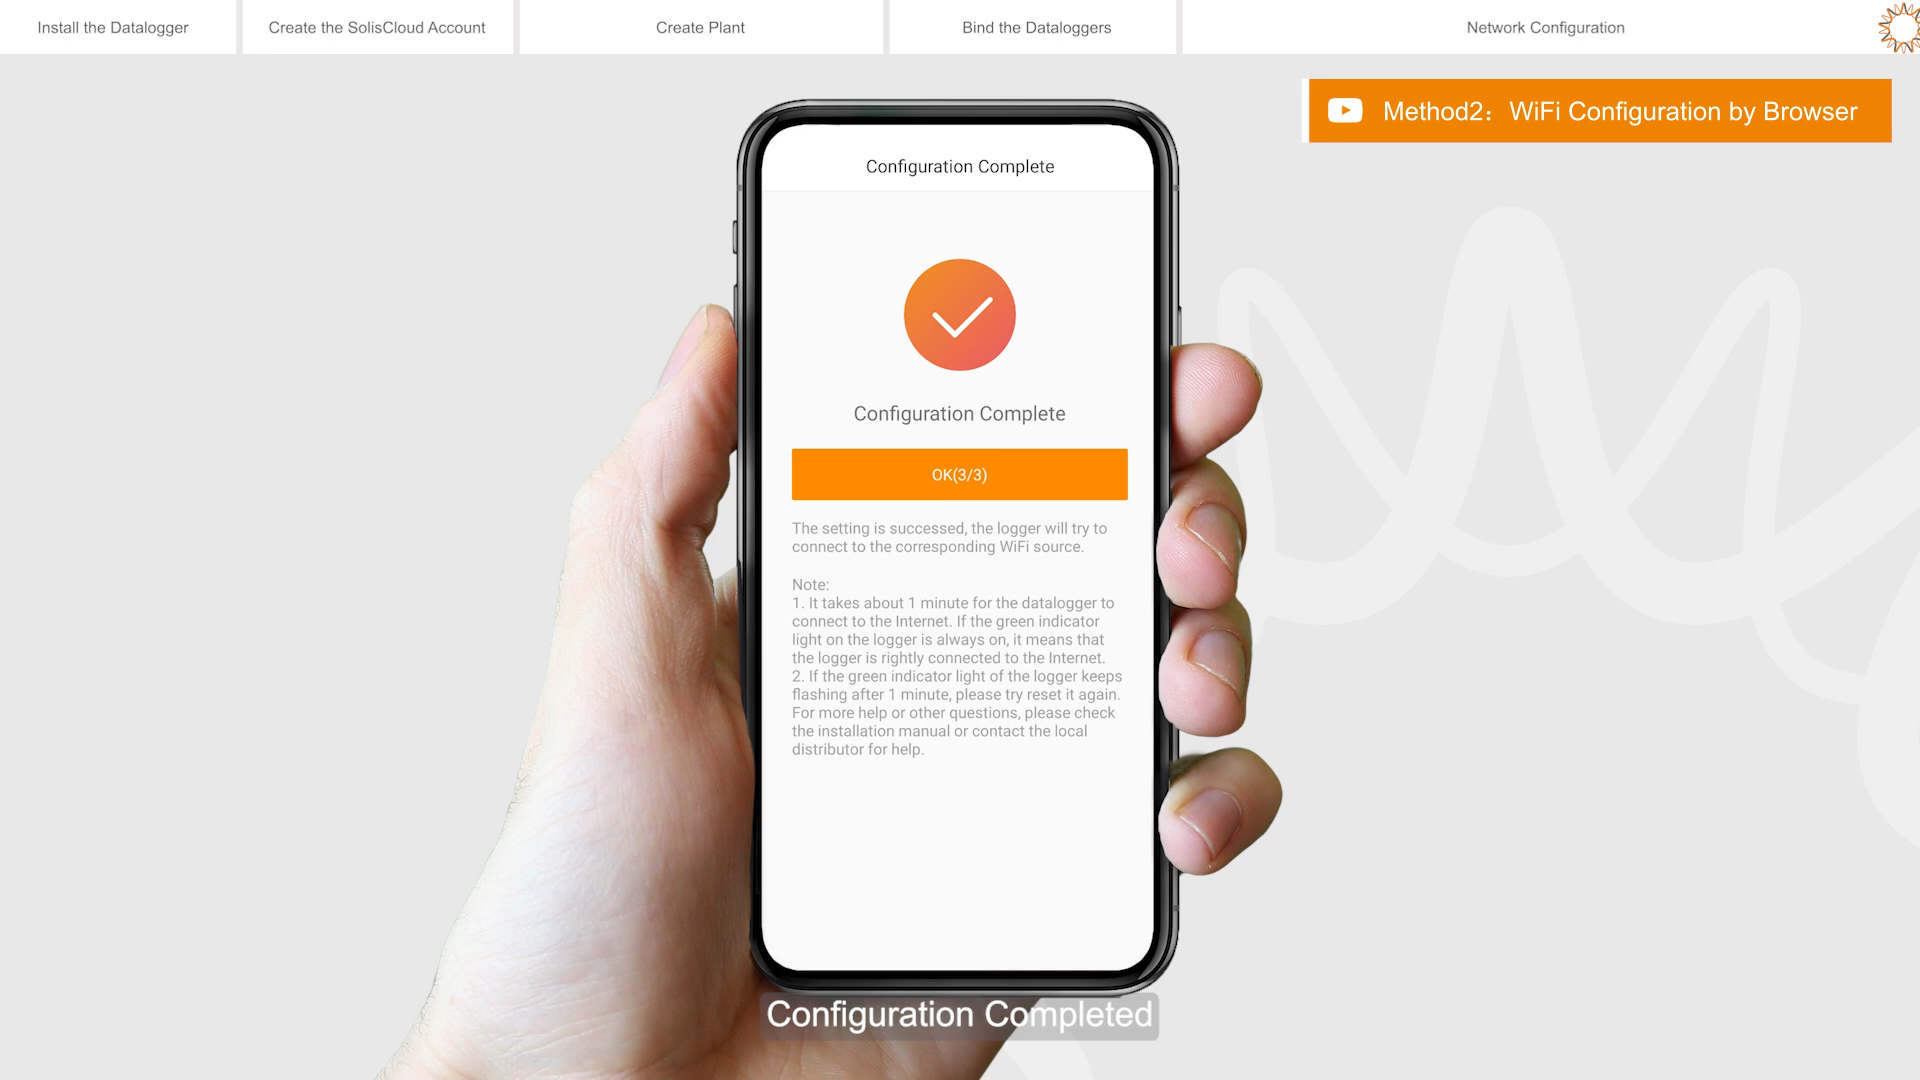 Install the Datalogger
Create the SolisCloud Account
Create Plant
Bind the Dataloggers
Network Configuration
Method2：WiFi Configuration by Browser
Configuration Complete
Configuration Complete
OK(3/3)
The setting is successed, the logger will try to
connect to the corresponding WiFi source.
Note:
1. It takes about 1 minute for the datalogger to
connect to the Internet. If the green indicator
light on the logger is always on, it means that
the logger is rightly connected to the Internet.
2. If the green indicator light of the logger keeps
flashing after 1 minute, please try reset it again.
For more help or other questions, please check
the installation manual or contact the local
distributor for help.
Configuration Completed